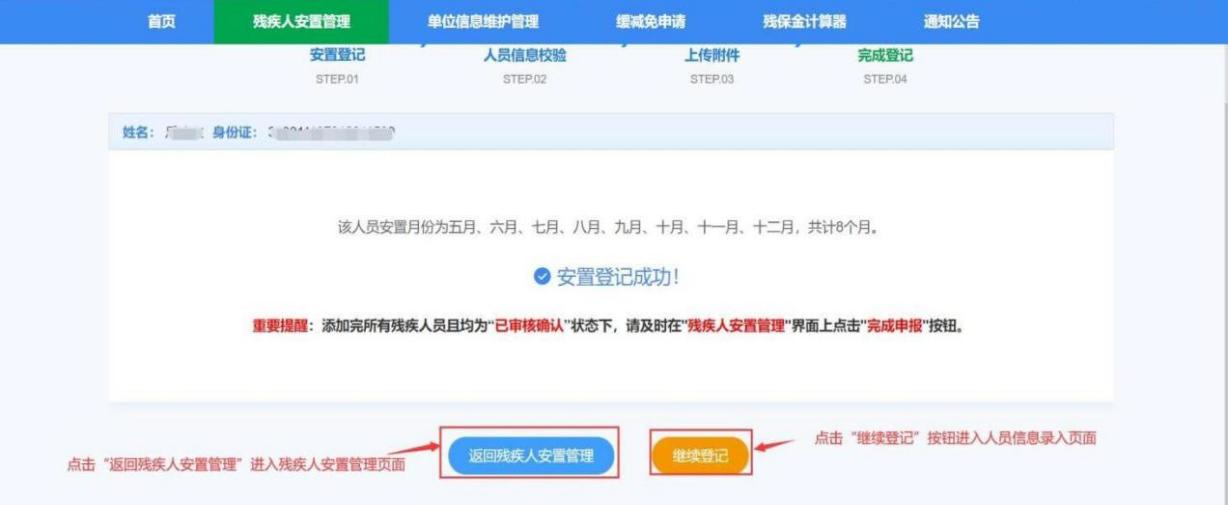 首页 残疾人安置管理 单位信息维护管理 缓减免申请 残保金计算器 通知公告
安置登记 人员信息校验 上传附件 完成登记
STEP.01 STEP.02 STEP.03 STEP.04
姓名： 身份证：
该人员安置月份为五月、六月、七月、八月、九月、十月、十一月、十二月，共计8个月。
安置登记成功！
重要提醒：添加完所有残疾人员且均为"已审核确认"状态下，请及时在"残疾人安置管理"界面上点击"完成申报"按钮。
点击“继续登记”按钮进入人员信息录入页面
返回残疾人安置管理 继续登记
点击“返回残疾人安置管理”进入残疾人安置管理页面